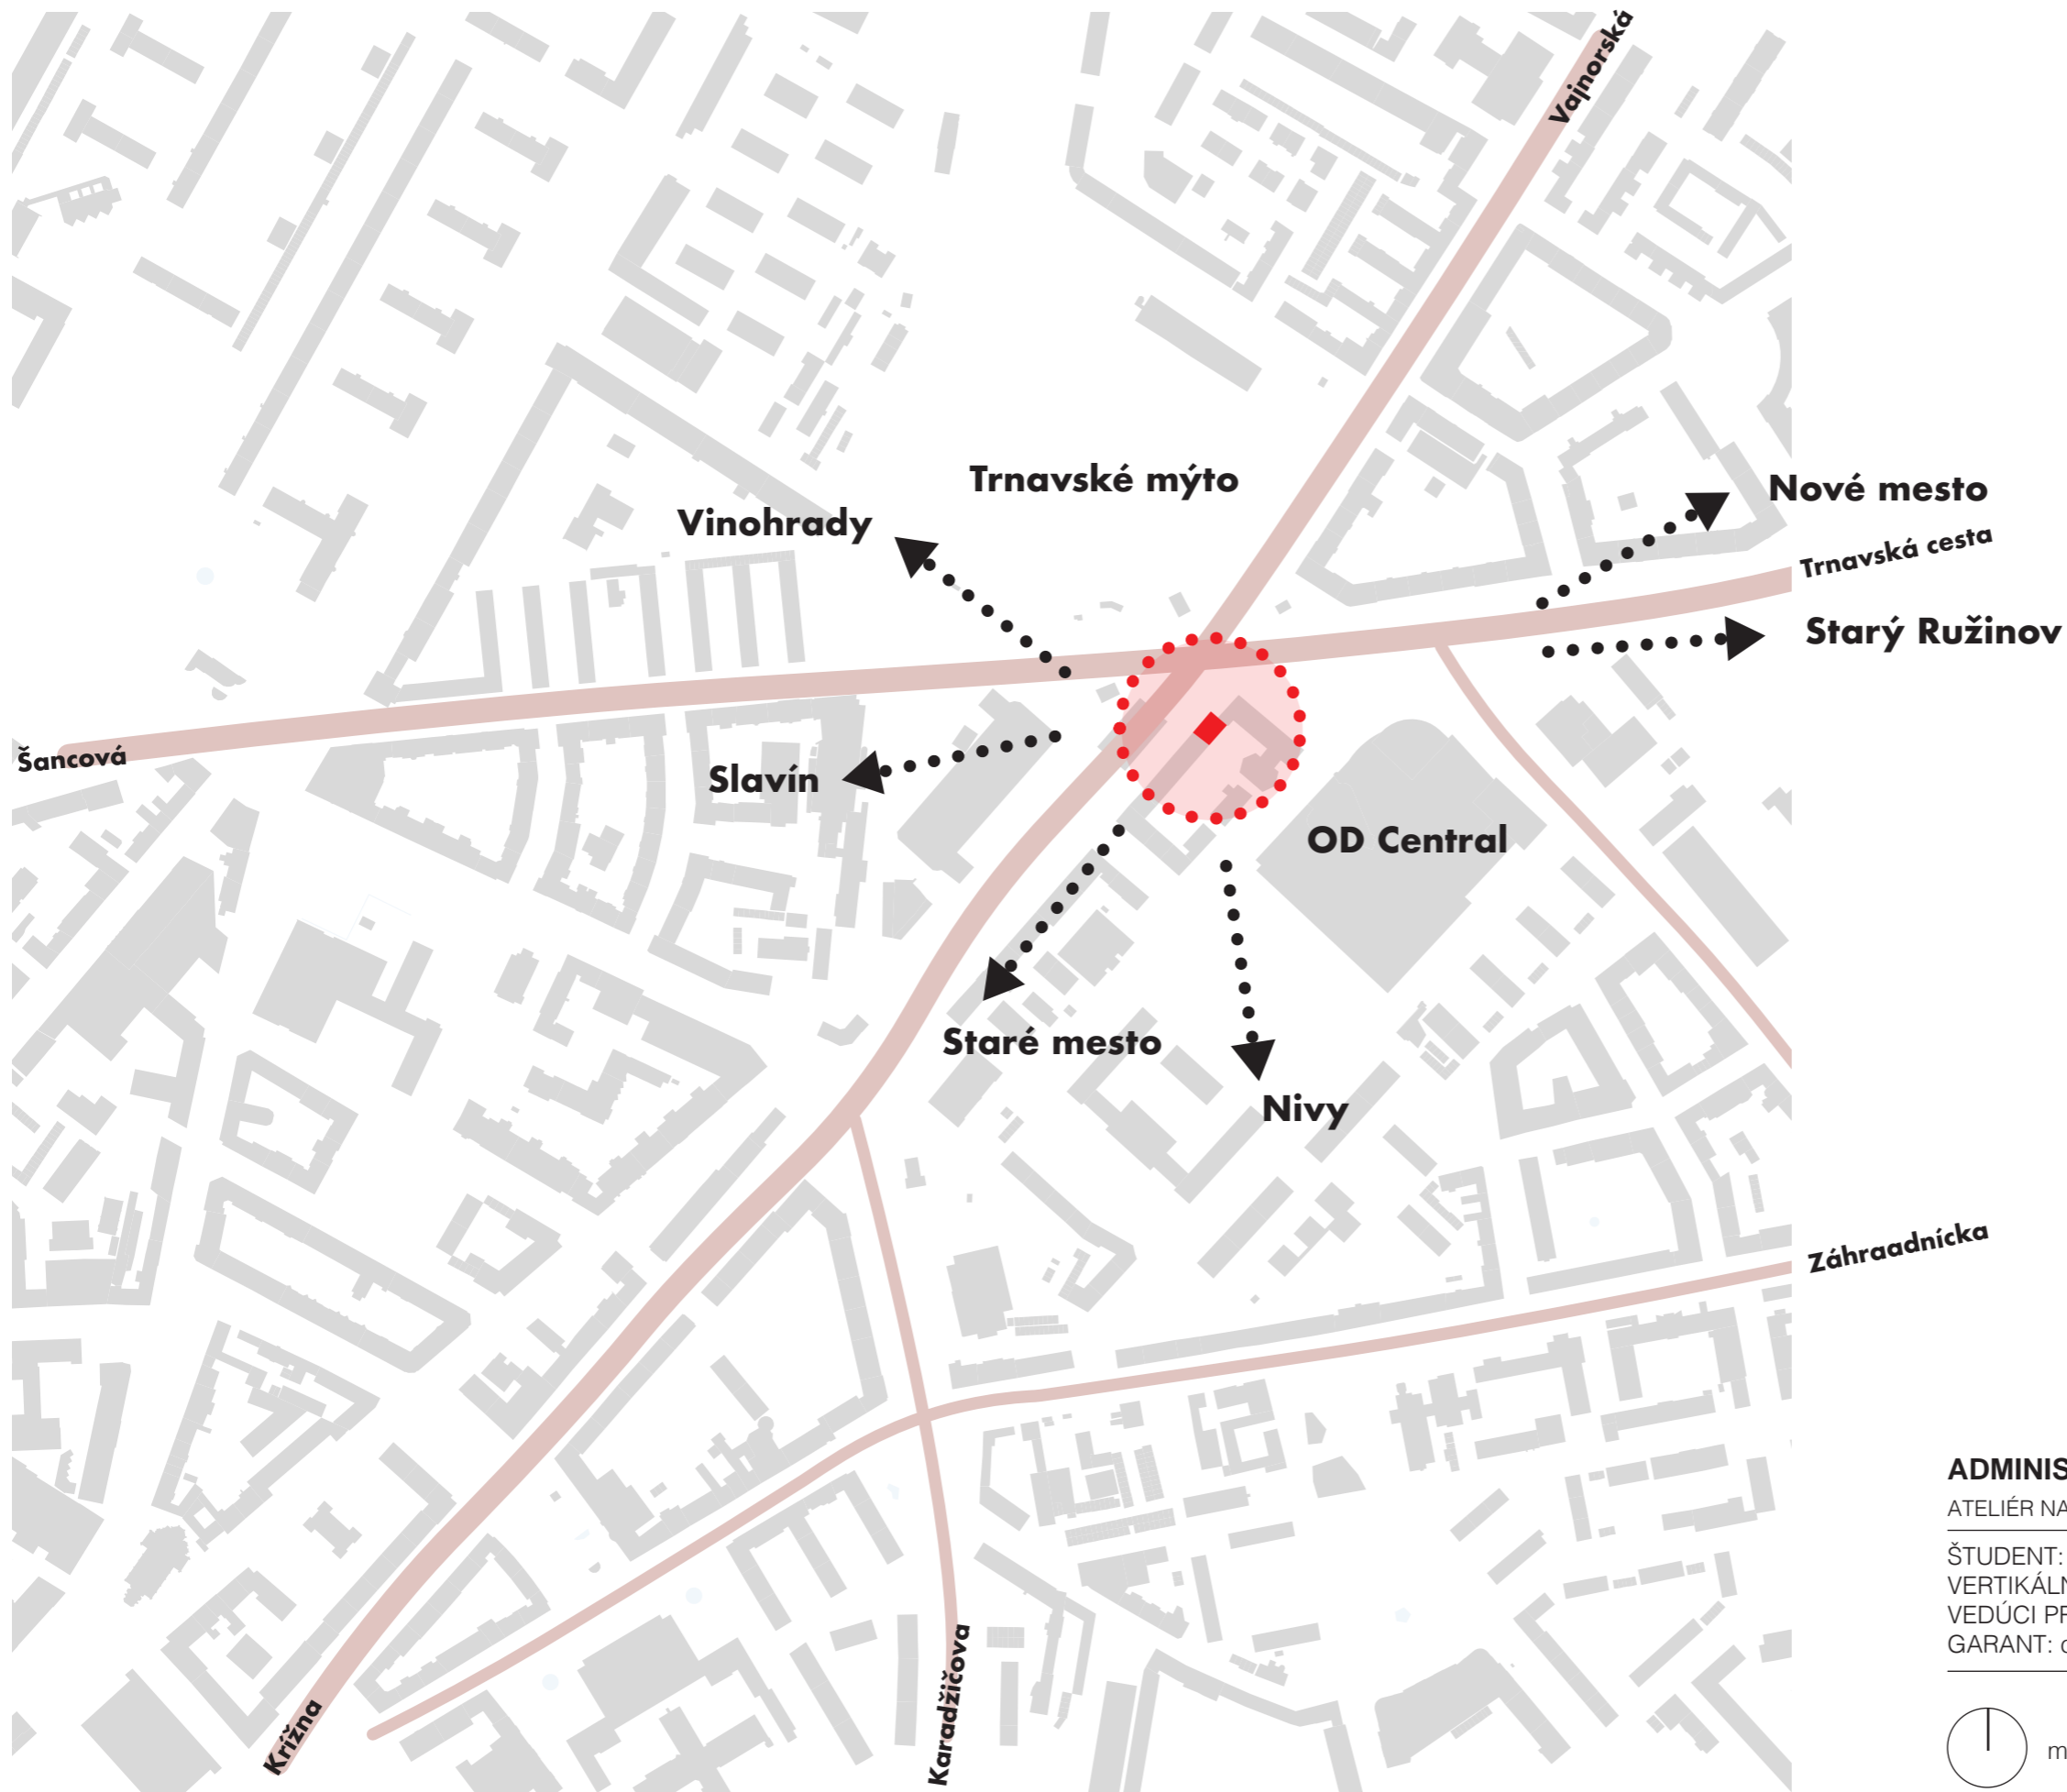 Vajnorská
Trnavské mýto
Nové mesto
Vinohrady
Trnavská cesta
Starý Ružinov
Šancová
Slavín
OD Central
Staré mesto
Nivy
Záhraadnícka
Karadžičova
Krížna
ADMINIS
ATELIÉR NA
ŠTUDENT:
VERTIKÁLN
VEDÚCI PR
GARANT: d
m